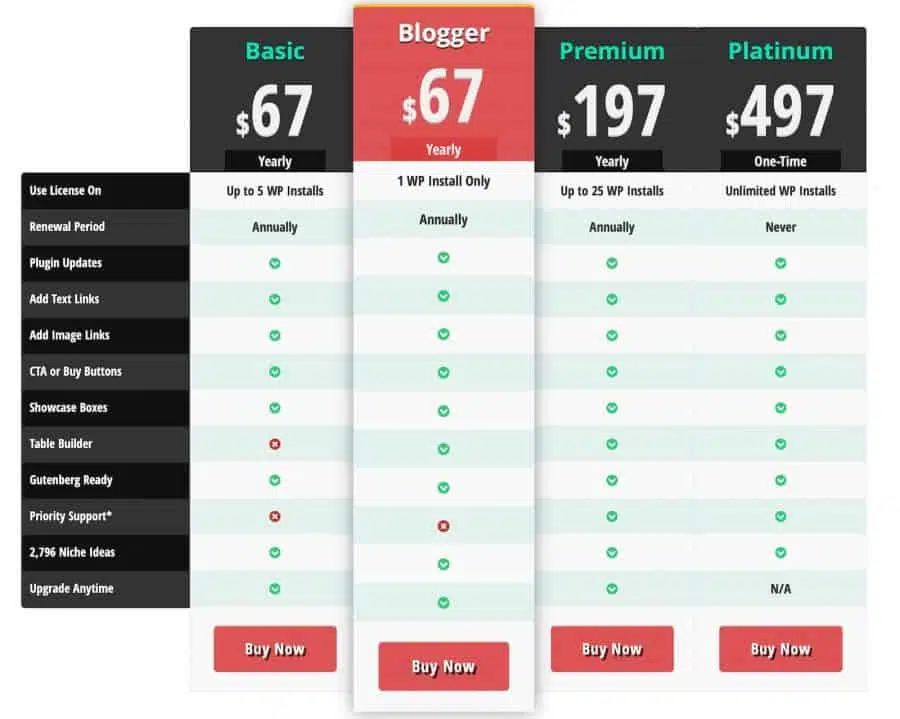 Basic Blogger Premium Platinum
$67 $67 $197 $497
Yearly Yearly Yearly One-Time
Use License On Up to 5 WP Installs 1 WP Install Only Up to 25 WP Installs Unlimited WP Installs
Renewal Period Annually Annually Annually Never
Plugin Updates
Add Text Links
Add Image Links
CTA or Buy Buttons
Showcase Boxes
Table Builder
Gutenberg Ready
Priority Support*
2,796 Niche Ideas
Upgrade Anytime N/A
Buy Now Buy Now Buy Now Buy Now